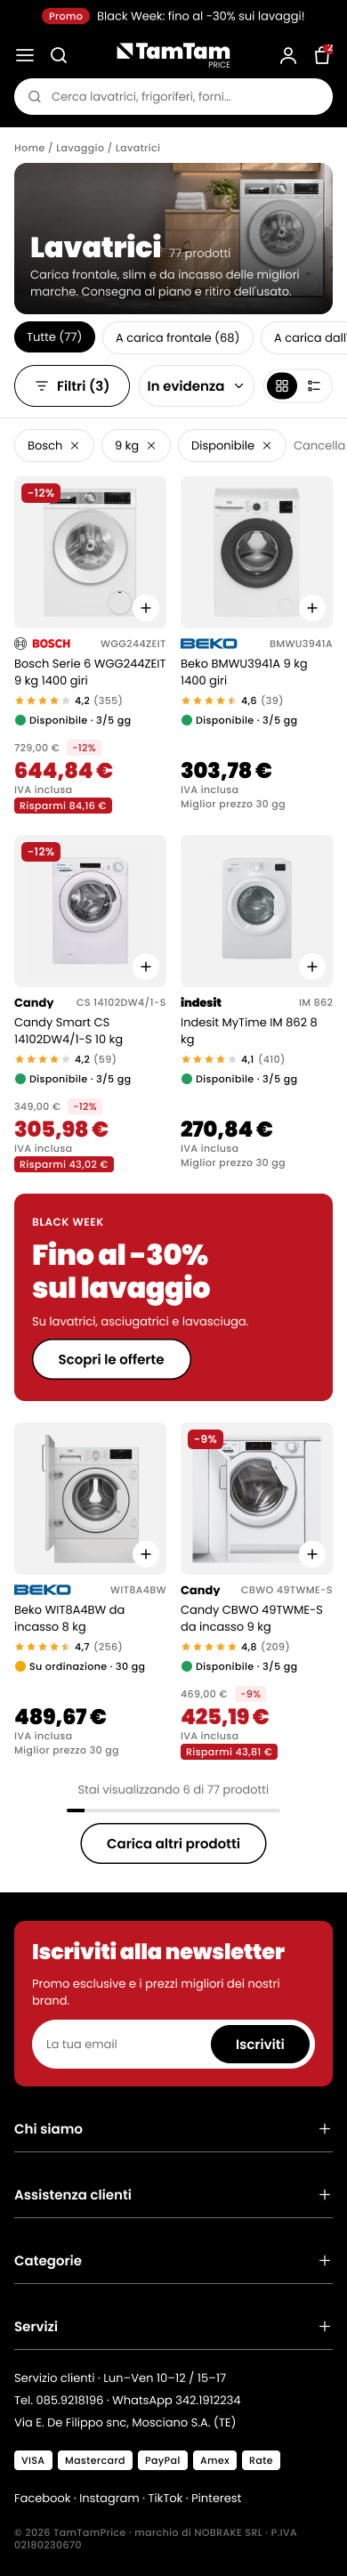 Promo Black Week: fino al -30% sui lavaggi!
TamTam
PRICE
2
Cerca lavatrici, frigoriferi, forni…
Home / Lavaggio / Lavatrici
Lavatrici 77 prodotti
Carica frontale, slim e da incasso delle migliori
marche. Consegna al piano e ritiro dell'usato.
Tutte (77)
A carica frontale (68)
A carica dall'
Filtri (3)
In evidenza
Bosch
9 kg
Disponibile
Cancella
-12%
BOSCH WGG244ZEIT
Bosch Serie 6 WGG244ZEIT
9 kg 1400 giri
4,2 (355)
Disponibile · 3/5 gg
729,00 € -12%
644,84 €
IVA inclusa
Risparmi 84,16 €
BEKO BMWU3941A
Beko BMWU3941A 9 kg
1400 giri
4,6 (39)
Disponibile · 3/5 gg
303,78 €
IVA inclusa
Miglior prezzo 30 gg
-12%
Candy CS 14102DW4/1-S
Candy Smart CS
14102DW4/1-S 10 kg
4,2 (59)
Disponibile · 3/5 gg
349,00 € -12%
305,98 €
IVA inclusa
Risparmi 43,02 €
indesit IM 862
Indesit MyTime IM 862 8
kg
4,1 (410)
Disponibile · 3/5 gg
270,84 €
IVA inclusa
Miglior prezzo 30 gg
BLACK WEEK
Fino al -30%
sul lavaggio
Su lavatrici, asciugatrici e lavasciuga.
Scopri le offerte
BEKO WIT8A4BW
Beko WIT8A4BW da
incasso 8 kg
4,7 (256)
Su ordinazione · 30 gg
489,67 €
IVA inclusa
Miglior prezzo 30 gg
-9%
Candy CBWO 49TWME-S
Candy CBWO 49TWME-S
da incasso 9 kg
4,8 (209)
Disponibile · 3/5 gg
469,00 € -9%
425,19 €
IVA inclusa
Risparmi 43,81 €
Stai visualizzando 6 di 77 prodotti
Carica altri prodotti
Iscriviti alla newsletter
Promo esclusive e i prezzi migliori dei nostri
brand.
La tua email
Iscriviti
Chi siamo
Assistenza clienti
Categorie
Servizi
Servizio clienti · Lun–Ven 10–12 / 15–17
Tel. 085.9218196 · WhatsApp 342.1912234
Via E. De Filippo snc, Mosciano S.A. (TE)
VISA Mastercard PayPal Amex Rate
Facebook · Instagram · TikTok · Pinterest
© 2026 TamTamPrice · marchio di NOBRAKE SRL · P.IVA
02180230670